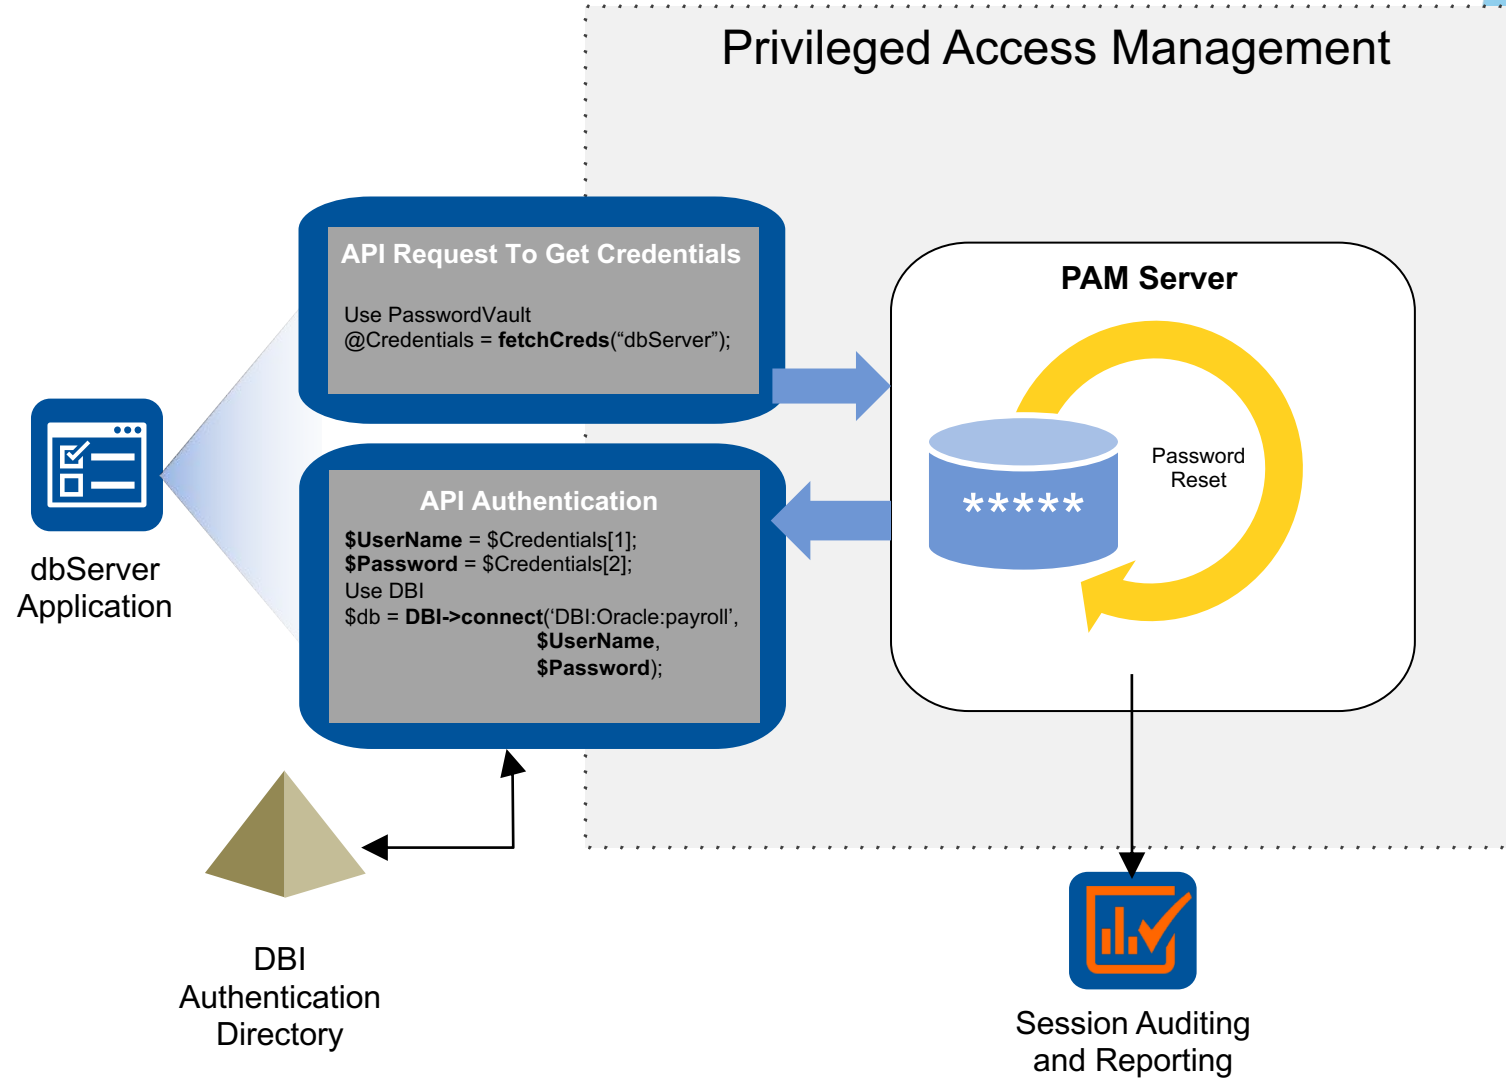 Privileged Access Management
API Request To Get Credentials
Use PasswordVault
@Credentials = fetchCreds(“dbServer”);
PAM Server
Password
Reset
*****
API Authentication
$UserName = $Credentials[1];
$Password = $Credentials[2];
Use DBI
$db = DBI->connect(‘DBI:Oracle:payroll’,
$UserName,
$Password);
dbServer
Application
DBI
Authentication
Directory
Session Auditing
and Reporting